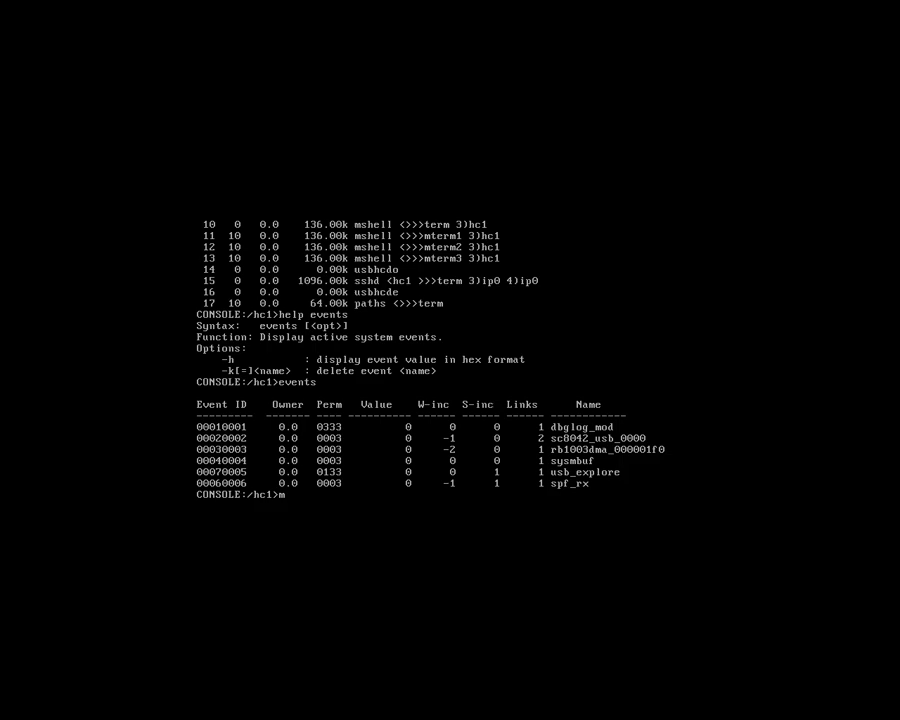 10   0   0.0    136.00k mshell <>>>term 3)hc1
11  10   0.0    136.00k mshell <>>>mterm1 3)hc1
12  10   0.0    136.00k mshell <>>>mterm2 3)hc1
13  10   0.0    136.00k mshell <>>>mterm3 3)hc1
14   0   0.0      0.00k usbhcdo
15   0   0.0   1096.00k sshd <hc1 >>>term 3)ip0 4)ip0
16   0   0.0      0.00k usbhcde
17  10   0.0     64.00k paths <>>>term
CONSOLE:/hc1>help events
Syntax:   events [<opt>]
Function: Display active system events.
Options:
    -h           : display event value in hex format
    -k[=]<name>  : delete event <name>
CONSOLE:/hc1>events
Event ID    Owner  Perm   Value    W-inc  S-inc  Links      Name
--------- ------- ---- ---------- ------ ------ ------ ------------
00010001     0.0   0333          0      0      0      1 dbglog_mod
00020002     0.0   0003          0     -1      0      2 sc8042_usb_0000
00030003     0.0   0003          0     -2      0      1 rb1003dma_000001f0
00040004     0.0   0003          0      0      0      1 sysmbuf
00070005     0.0   0133          0      0      1      1 usb_explore
00060006     0.0   0003          0     -1      1      1 spf_rx
CONSOLE:/hc1>m